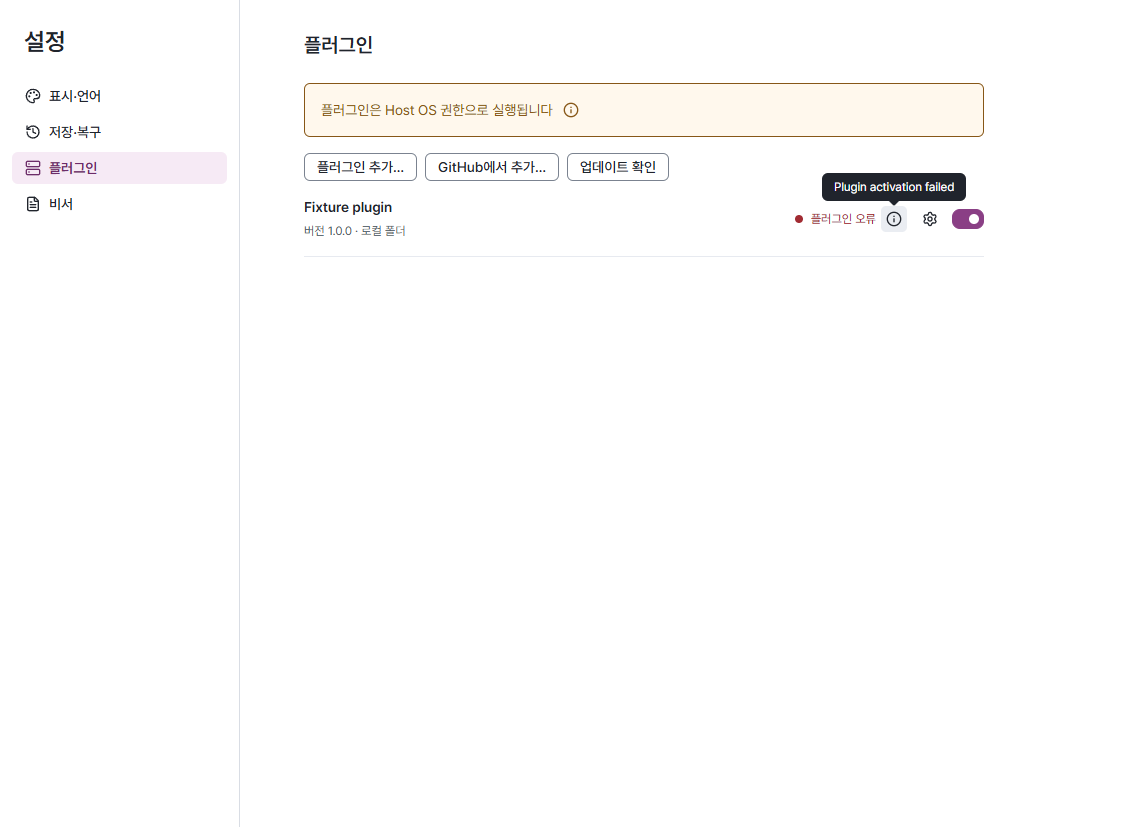 설정
표시·언어
저장·복구
플러그인
비서
플러그인
플러그인은 Host OS 권한으로 실행됩니다
플러그인 추가...
GitHub에서 추가...
업데이트 확인
Plugin activation failed
Fixture plugin
플러그인 오류
버전 1.0.0 · 로컬 폴더